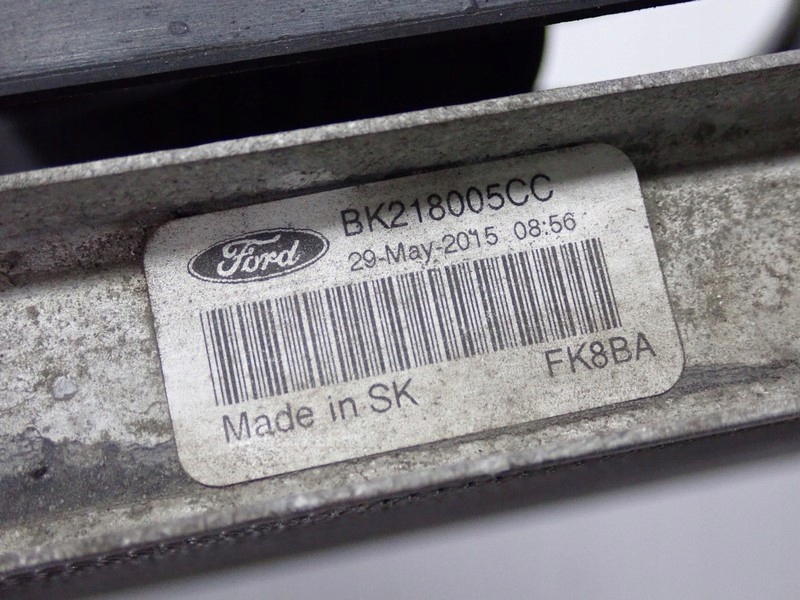 Ford
BK218005CC
29-May-2015 08:56
FK8BA
Made in SK